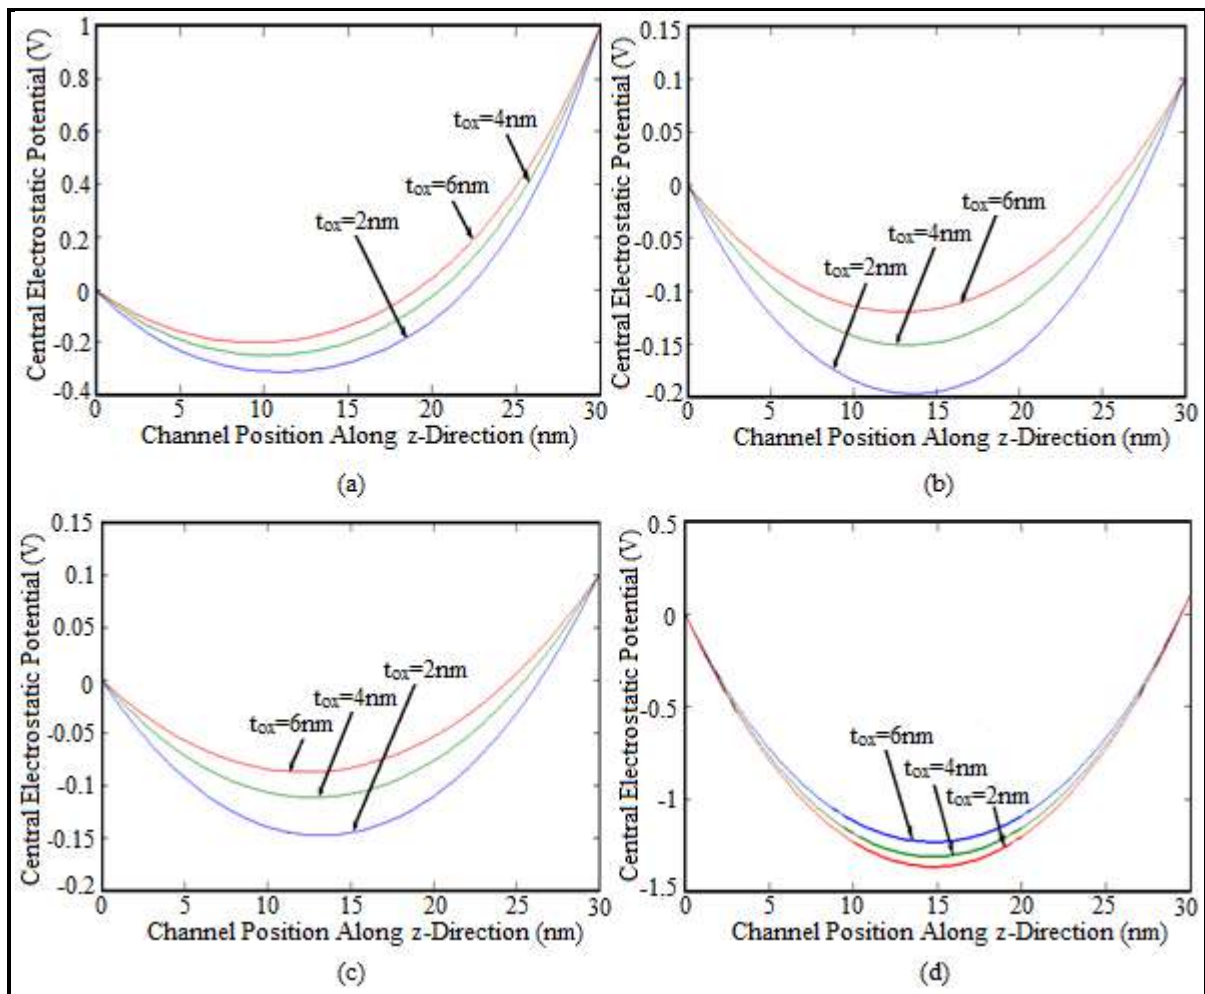 Central Electrostatic Potential (V)
1
0.8
0.6
0.4
0.2
0
-0.2
-0.4
tox=4nm
tox=6nm
tox=2nm
0 5 10 15 20 25 30
Channel Position Along z-Direction (nm)
(a)
Central Electrostatic Potential (V)
0.15
0.1
0.05
0
-0.05
-0.1
-0.15
-0.2
tox=6nm
tox=4nm
tox=2nm
0 5 10 15 20 25 30
Channel Position Along z-Direction (nm)
(b)
Central Electrostatic Potential (V)
0.15
0.1
0.05
0
-0.05
-0.1
-0.15
-0.2
tox=2nm
tox=4nm
tox=6nm
0 5 10 15 20 25 30
Channel Position Along z-Direction (nm)
(c)
Central Electrostatic Potential (V)
0.5
0
-0.5
-1
-1.5
tox=6nm
tox=4nm
tox=2nm
0 5 10 15 20 25 30
Channel Position Along z-Direction (nm)
(d)